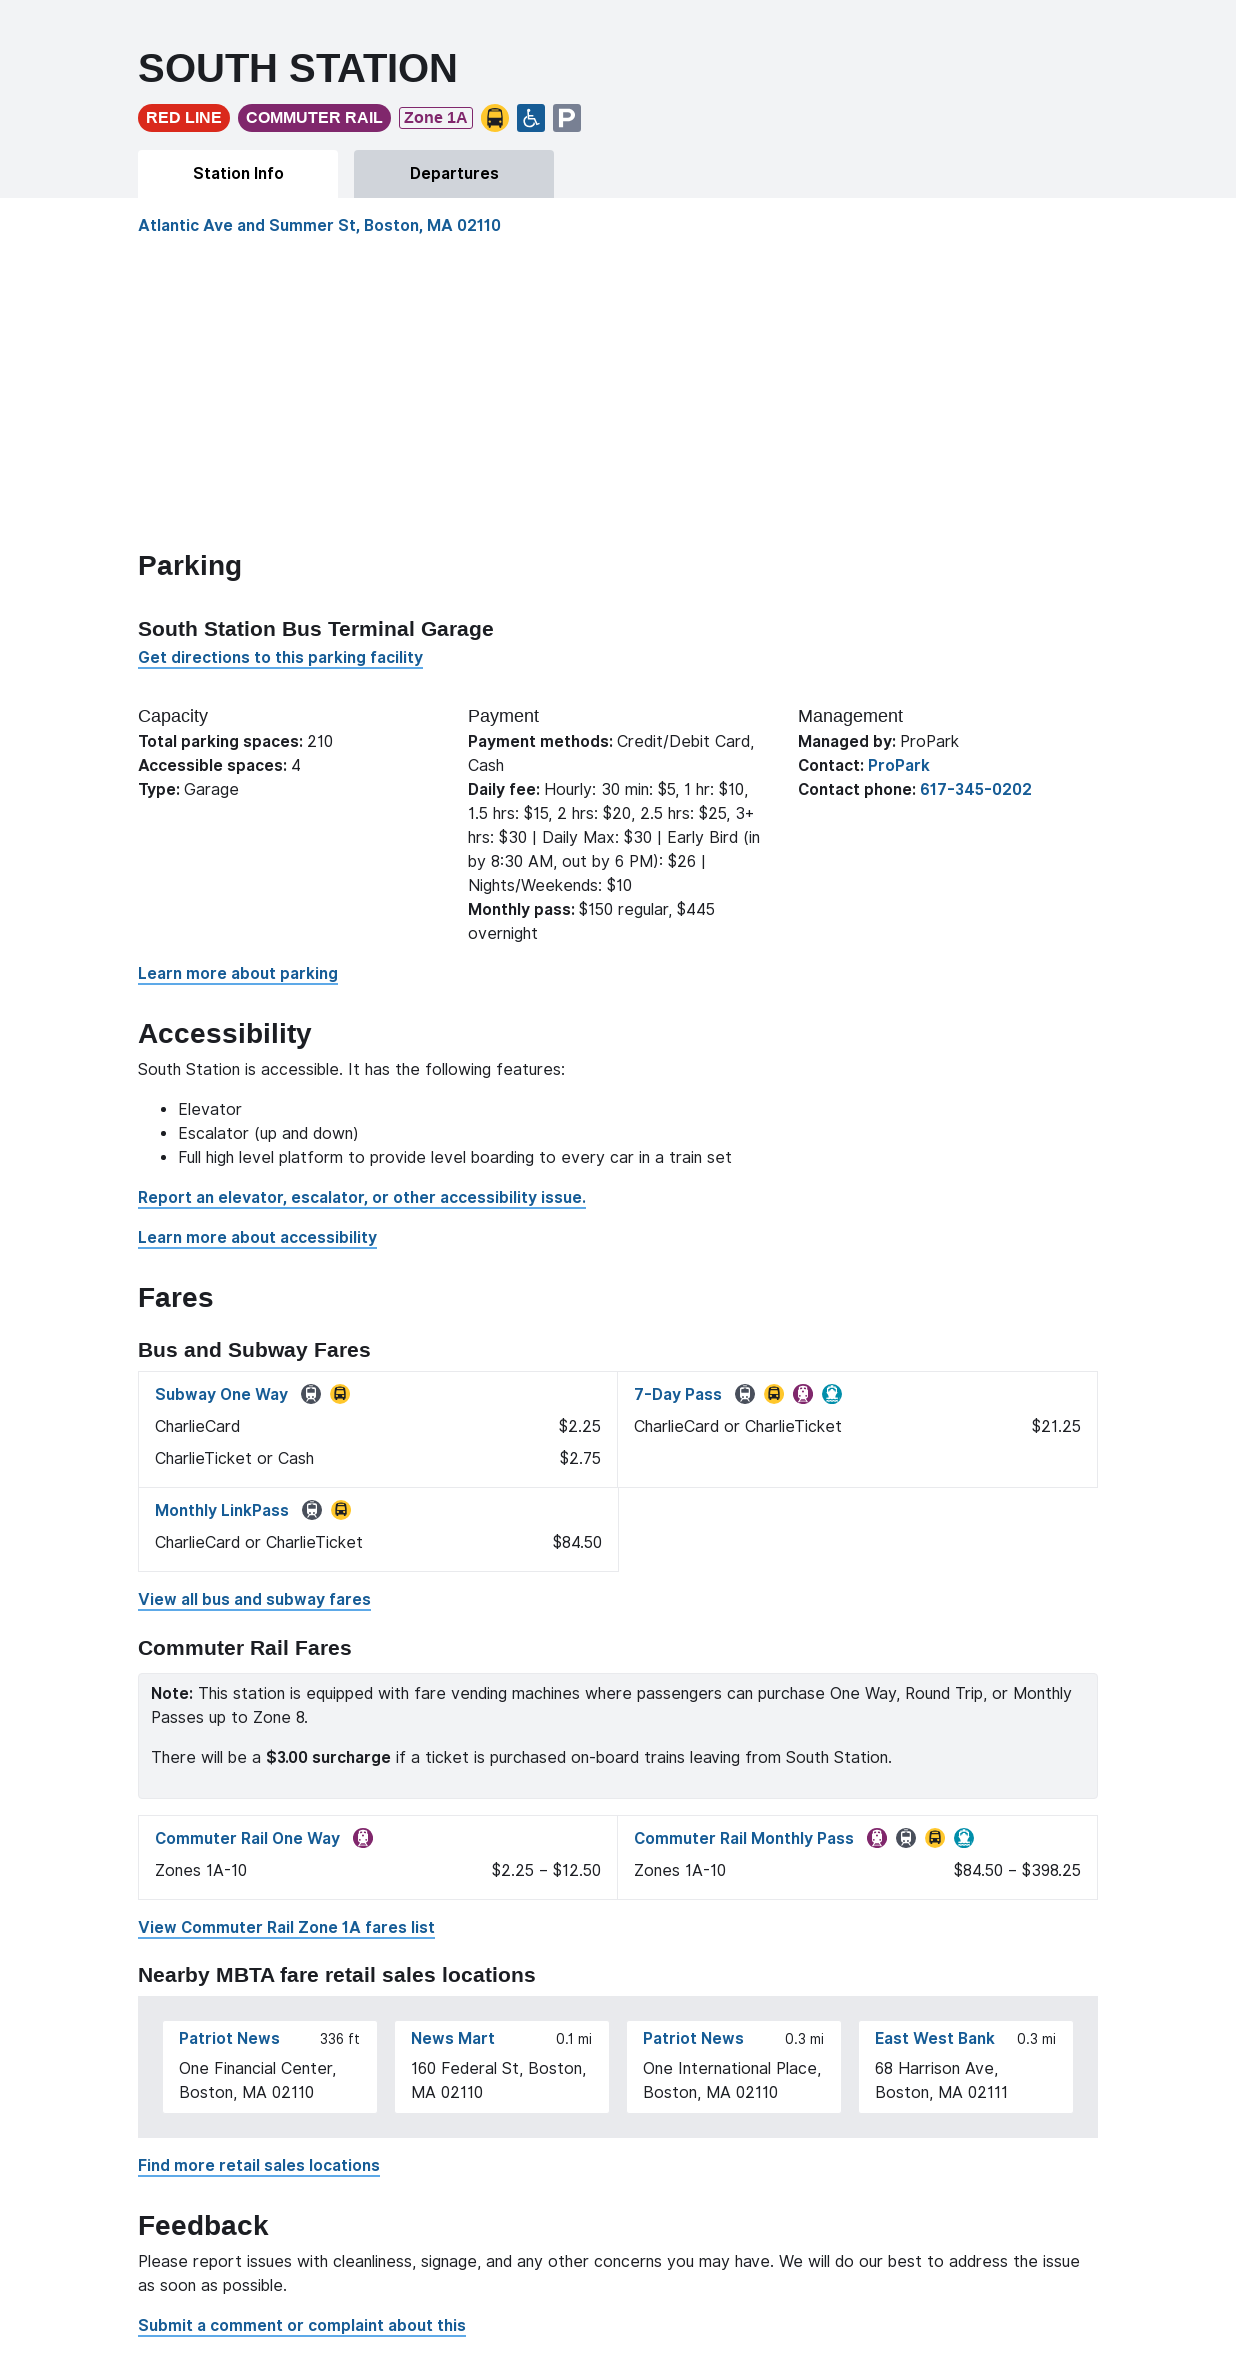 SOUTH STATION
RED LINE COMMUTER RAIL Zone 1A P
Station Info Departures
Atlantic Ave and Summer St, Boston, MA 02110
Parking
South Station Bus Terminal Garage
Get directions to this parking facility
Capacity
Total parking spaces: 210
Accessible spaces: 4
Type: Garage
Payment
Payment methods: Credit/Debit Card,
Cash
Daily fee: Hourly: 30 min: $5, 1 hr: $10,
1.5 hrs: $15, 2 hrs: $20, 2.5 hrs: $25, 3+
hrs: $30 | Daily Max: $30 | Early Bird (in
by 8:30 AM, out by 6 PM): $26 |
Nights/Weekends: $10
Monthly pass: $150 regular, $445
overnight
Management
Managed by: ProPark
Contact: ProPark
Contact phone: 617-345-0202
Learn more about parking
Accessibility
South Station is accessible. It has the following features:
• Elevator
• Escalator (up and down)
• Full high level platform to provide level boarding to every car in a train set
Report an elevator, escalator, or other accessibility issue.
Learn more about accessibility
Fares
Bus and Subway Fares
Subway One Way
CharlieCard $2.25
CharlieTicket or Cash $2.75
7-Day Pass
CharlieCard or CharlieTicket $21.25
Monthly LinkPass
CharlieCard or CharlieTicket $84.50
View all bus and subway fares
Commuter Rail Fares
Note: This station is equipped with fare vending machines where passengers can purchase One Way, Round Trip, or Monthly
Passes up to Zone 8.
There will be a $3.00 surcharge if a ticket is purchased on-board trains leaving from South Station.
Commuter Rail One Way
Zones 1A-10 $2.25 – $12.50
Commuter Rail Monthly Pass
Zones 1A-10 $84.50 – $398.25
View Commuter Rail Zone 1A fares list
Nearby MBTA fare retail sales locations
Patriot News 336 ft
One Financial Center,
Boston, MA 02110
News Mart 0.1 mi
160 Federal St, Boston,
MA 02110
Patriot News 0.3 mi
One International Place,
Boston, MA 02110
East West Bank 0.3 mi
68 Harrison Ave,
Boston, MA 02111
Find more retail sales locations
Feedback
Please report issues with cleanliness, signage, and any other concerns you may have. We will do our best to address the issue
as soon as possible.
Submit a comment or complaint about this